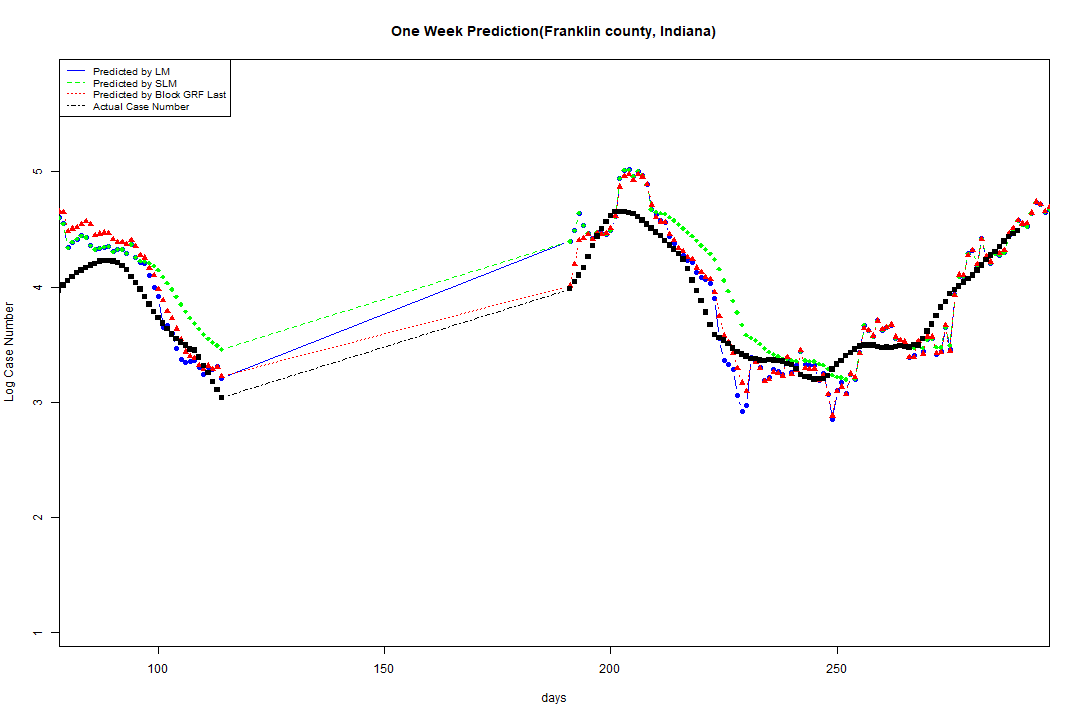 One Week Prediction(Franklin county, Indiana)
Predicted by LM
Predicted by SLM
Predicted by Block GRF Last
Actual Case Number
5
4
3
2
1
Log Case Number
100 150 200 250
days